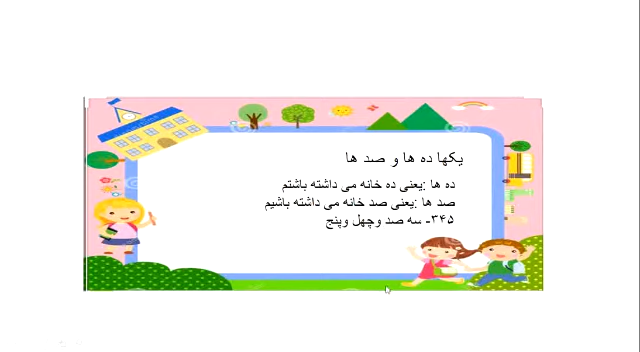 یکها ده ها و صد ها
ده ها :یعنی ده خانه می داشته باشتم
صد ها :یعنی صد خانه می داشته باشیم
۳۴۵- سه صد وچهل وپنج